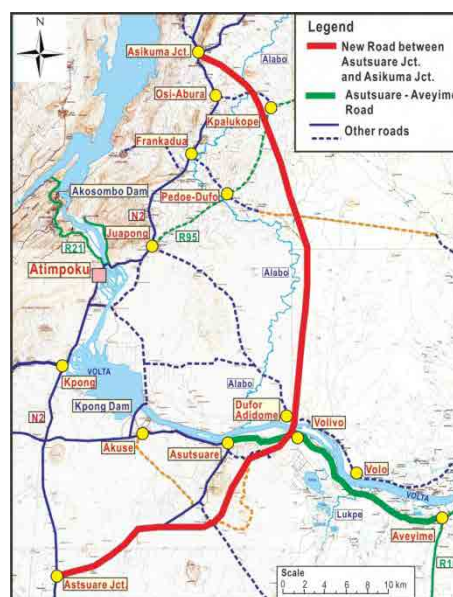 N
Legend
New Road between
Asutsuare Jct.
and Asikuma Jct.
Asutsuare - Aveyime
Road
Other roads
Asikuma Jct.
Alabo
Osi-Abura
Kpalukope
Frankadua
Akosombo Dam
Pedoe-Dufo
N2
Juapong
R95
R21
Alabo
Atimpoku
VOLTA
Kpong
Alabo
Kpong Dam
Dufor
Adidome
Volivo
N2
Akuse
Asutsuare
Volo
VOLTA
Lukpe
Aveyime
R1
Astsuare Jct.
Scale
0 2 4 6 8 10 km